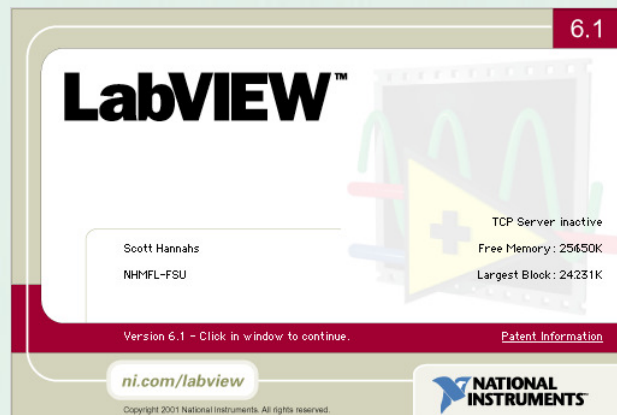 6.1
LabVIEW™
TCP Server inactive
Scott Hannahs
Free Memory: 25650K
NHMFL-FSU
Largest Block: 24231K
Version 6.1 - Click in window to continue.
Patent Information
ni.com/labview
NATIONAL
INSTRUMENTS™
Copyright 2001 National Instruments. All rights reserved.